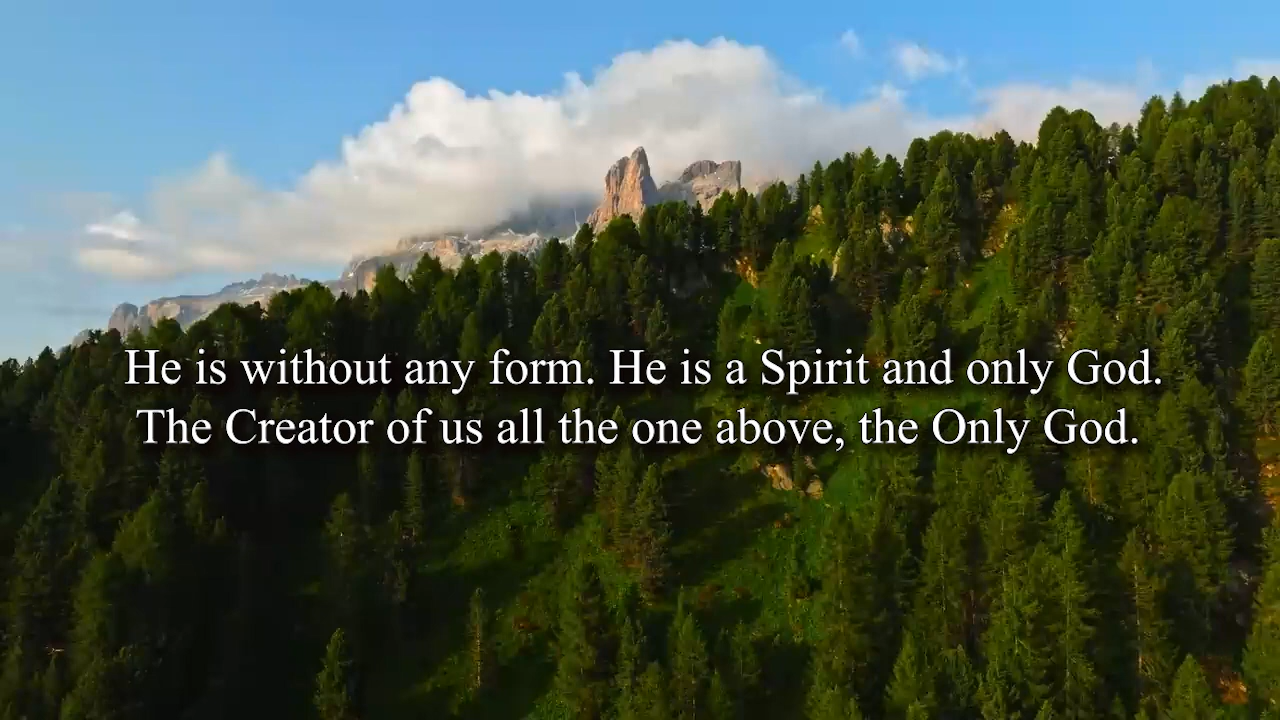 He is without any form. He is a Spirit and only God.
The Creator of us all the one above, the Only God.